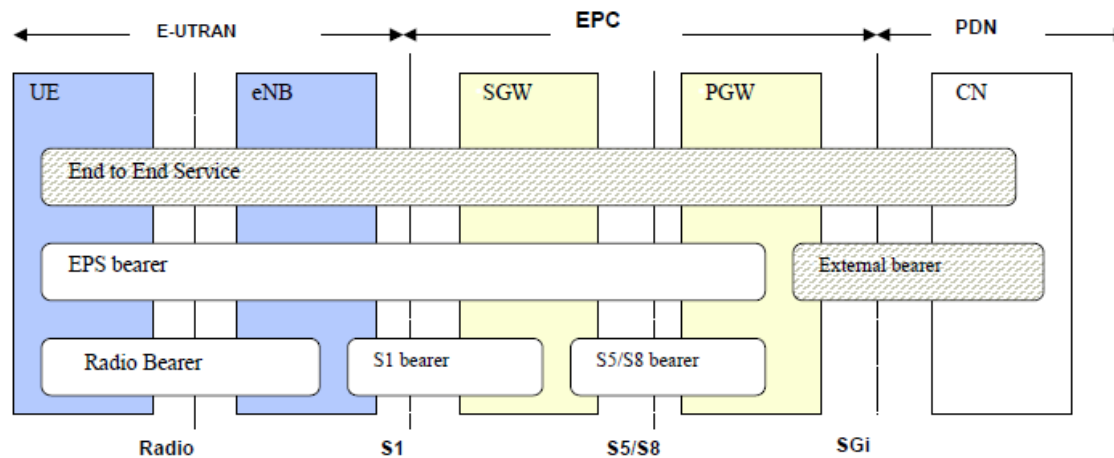 E-UTRAN
EPC
PDN
UE
eNB
SGW
PGW
CN
End to End Service
EPS bearer
External bearer
Radio Bearer
S1 bearer
S5/S8 bearer
Radio
S1
S5/S8
SGi